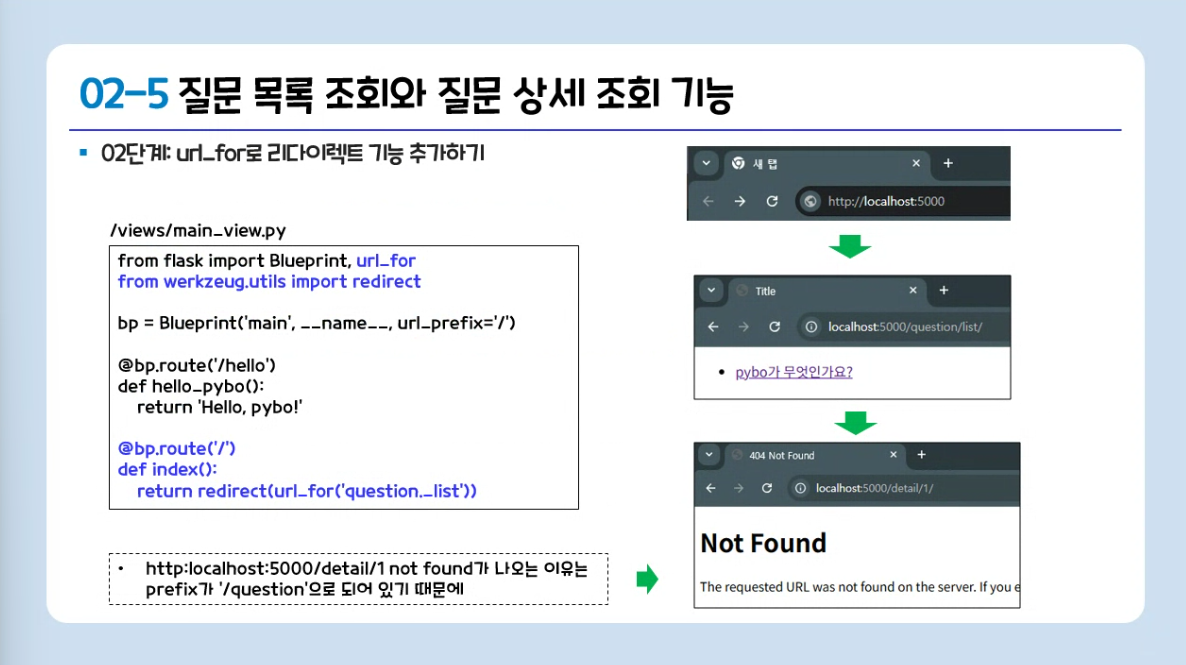 02-5 질문 목록 조회와 질문 상세 조회 기능
02단계: url_for로 리다이렉트 기능 추가하기
/views/main_view.py
from flask import Blueprint, url_for
from werkzeug.utils import redirect
bp = Blueprint('main', __name__, url_prefix='/')
@bp.route('/hello')
def hello_pybo():
return 'Hello, pybo!'
@bp.route('/')
def index():
return redirect(url_for('question._list'))
• http:localhost:5000/detail/1 not found가 나오는 이유는
prefix가 '/question'으로 되어 있기 때문에
새 탭
http://localhost:5000
Title
localhost:5000/question/list/
• pybo가 무엇인가요?
404 Not Found
localhost:5000/detail/1/
Not Found
The requested URL was not found on the server. If you e